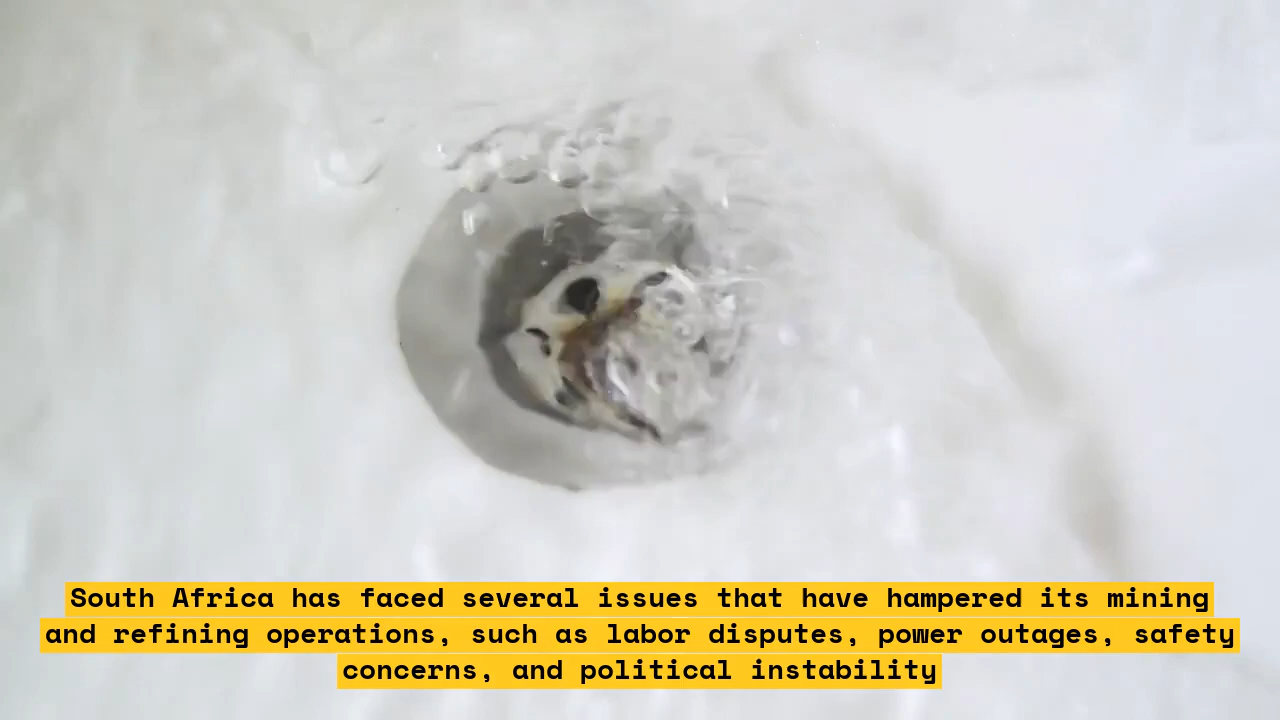 South Africa has faced several issues that have hampered its mining
and refining operations, such as labor disputes, power outages, safety
concerns, and political instability